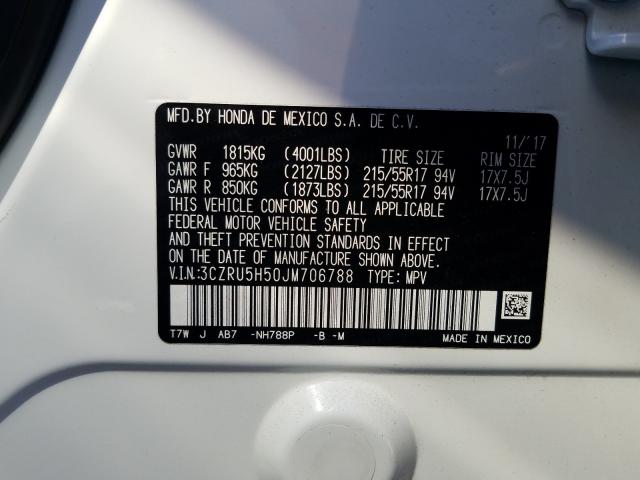 MFD.BY HONDA DE MEXICO S.A. DE C.V.
11/'17
GVWR 1815KG (4001LBS) TIRE SIZE RIM SIZE
GAWR F 965KG (2127LBS) 215/55R17 94V 17X7.5J
GAWR R 850KG (1873LBS) 215/55R17 94V 17X7.5J
THIS VEHICLE CONFORMS TO ALL APPLICABLE
FEDERAL MOTOR VEHICLE SAFETY
AND THEFT PREVENTION STANDARDS IN EFFECT
ON THE DATE OF MANUFACTURE SHOWN ABOVE.
V.I.N:3CZRU5H50JM706788 TYPE: MPV
T7W J AB7 -NH788P -B -M MADE IN MEXICO